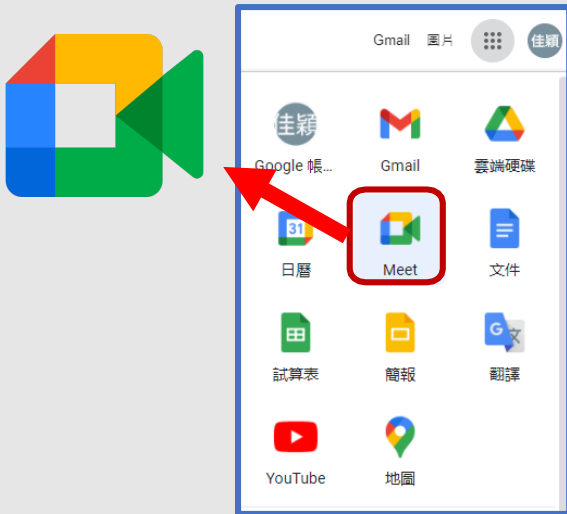 Gmail 圖片 佳穎
佳穎
Google 帳... Gmail 雲端硬碟
31
日曆 Meet 文件
G 文
試算表 簡報 翻譯
YouTube 地圖